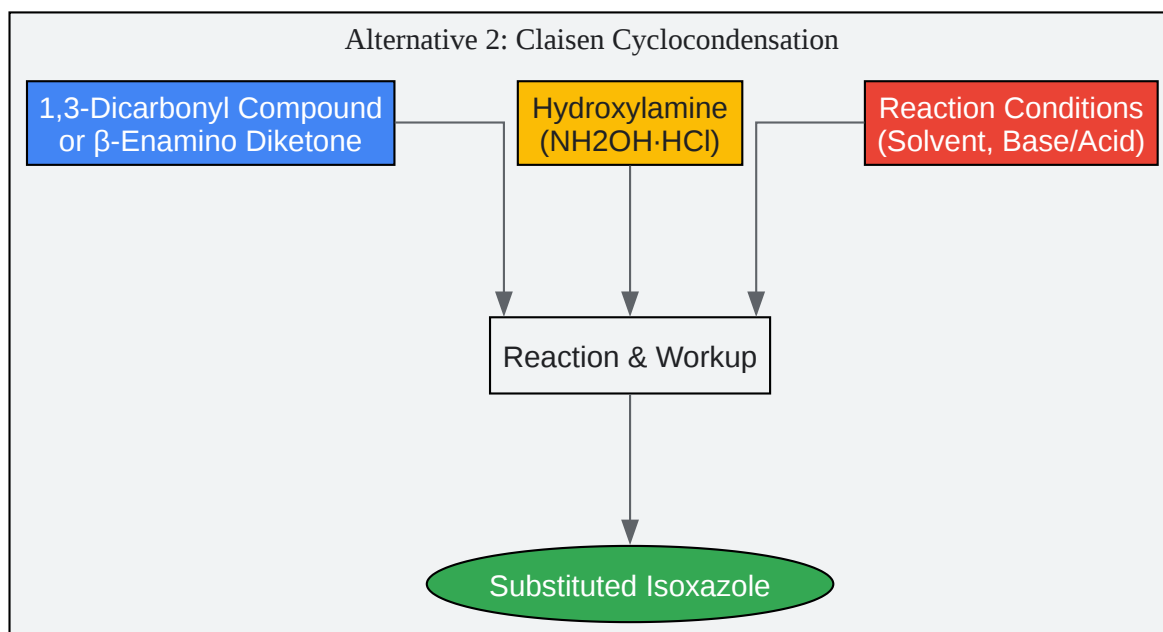 Alternative 2: Claisen Cyclocondensation
1,3-Dicarbonyl Compound
or β-Enamino Diketone
Hydroxylamine
(NH2OH·HCl)
Reaction Conditions
(Solvent, Base/Acid)
Reaction & Workup
Substituted Isoxazole